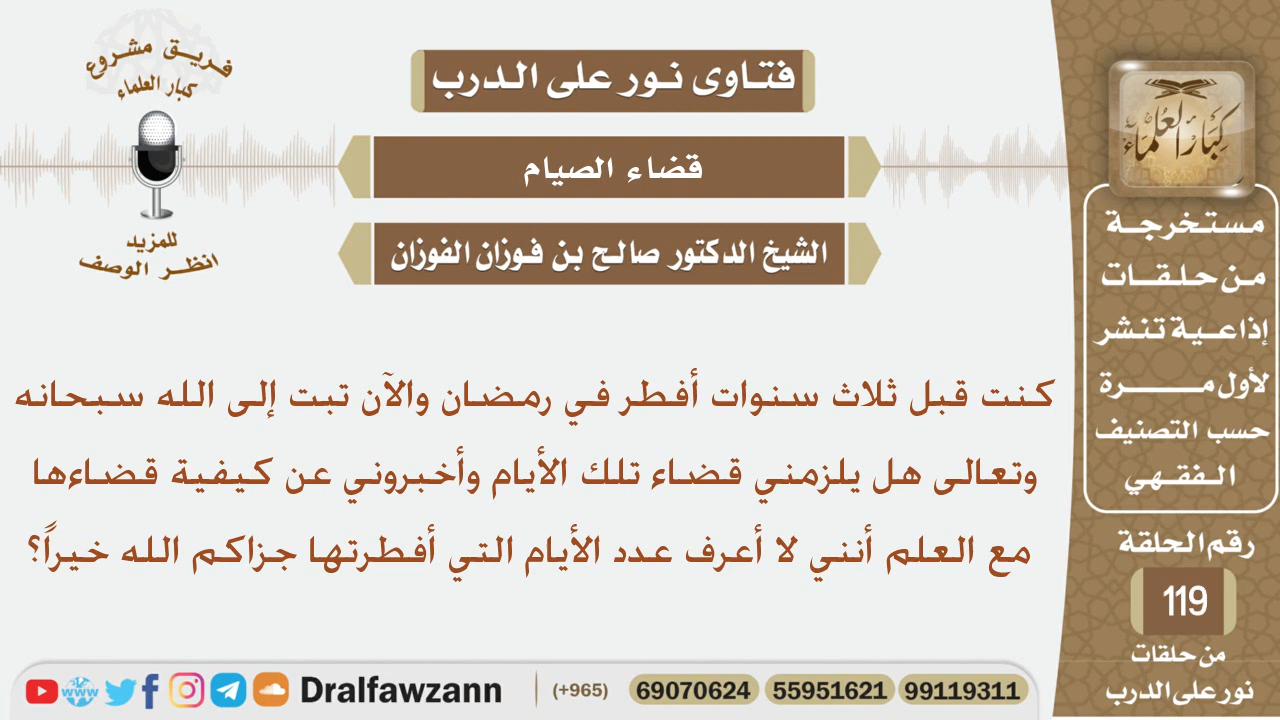 فريق مشروع
كبار العلماء
للمزيد
انظر الوصف
فتاوى نور على الدرب
قضاء الصيام
الشيخ الدكتور صالح بن فوزان الفوزان
كنت قبل ثلاث سنوات أفطر في رمضان والآن تبت إلى الله سبحانه
وتعالى هل يلزمني قضاء تلك الأيام وأخبروني عن كيفية قضاءها
مع العلم أنني لا أعرف عدد الأيام التي أفطرتها جزاكم الله خيراً؟
كبار العلماء
مستخرجة
من حلقات
إذاعية تنشر
لأول مرة
حسب التصنيف
الفقهي
رقم الحلقة
119
من حلقات
نور على الدرب
www
Dralfawzann
(+965) 69070624 55951621 99119311